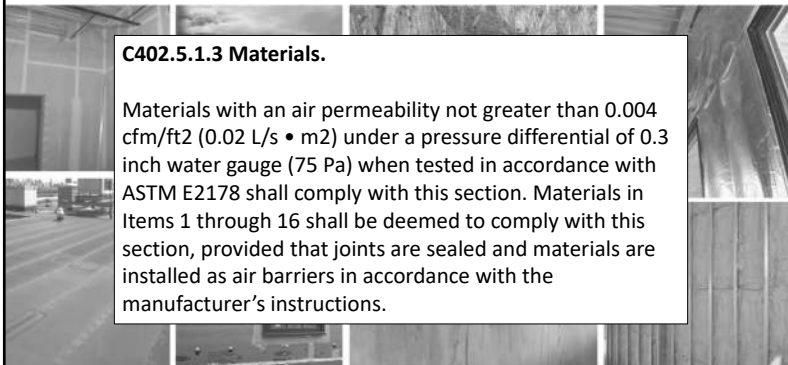 C402.5.1.3 Materials.
Materials with an air permeability not greater than 0.004
cfm/ft2 (0.02 L/s • m2) under a pressure differential of 0.3
inch water gauge (75 Pa) when tested in accordance with
ASTM E2178 shall comply with this section. Materials in
Items 1 through 16 shall be deemed to comply with this
section, provided that joints are sealed and materials are
installed as air barriers in accordance with the
manufacturer’s instructions.